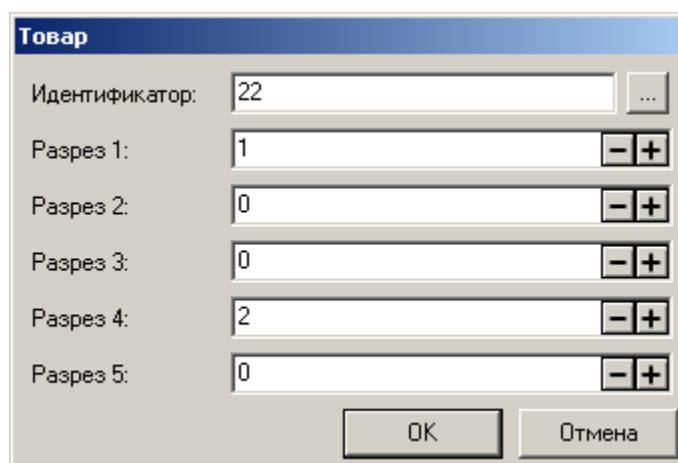 Товар
Идентификатор: 22 ...
Разрез 1: 1 − +
Разрез 2: 0 − +
Разрез 3: 0 − +
Разрез 4: 2 − +
Разрез 5: 0 − +
OK Отмена